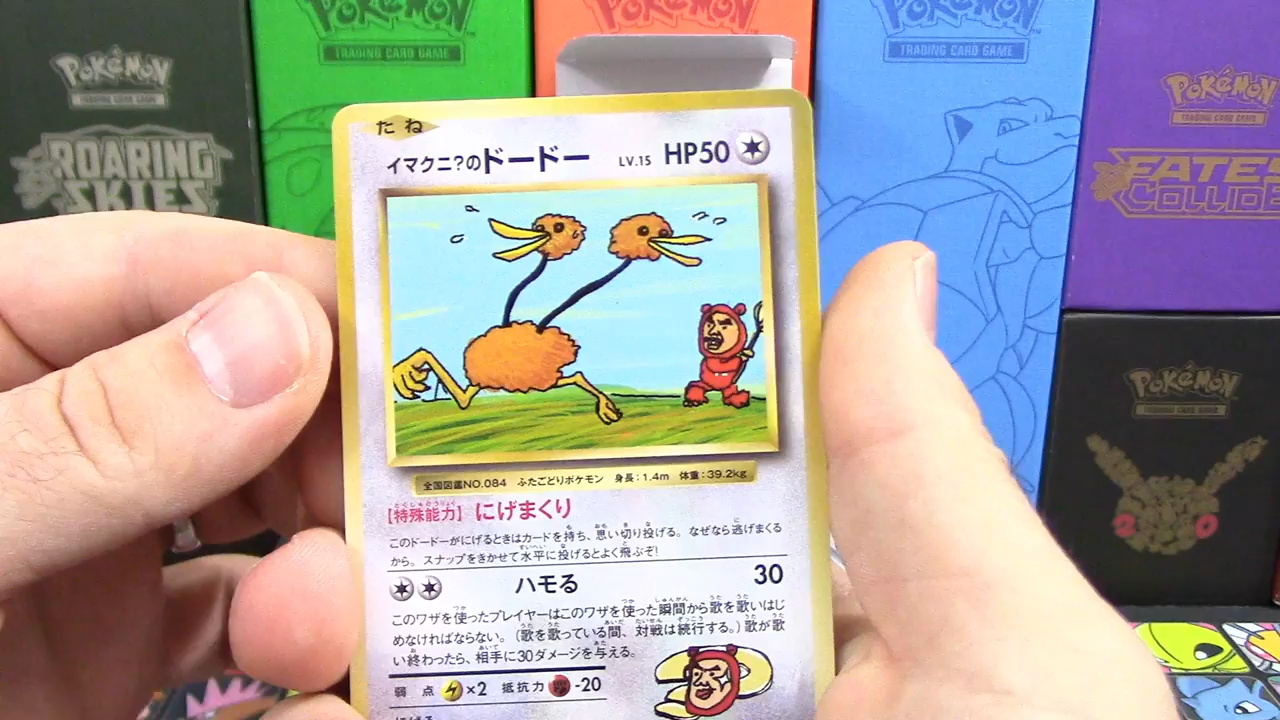 POKÉMON
TRADING CARD GAME
ROARING
SKIES
POKÉMON
TRADING CARD GAME
POKÉMON
POKÉMON
TRADING CARD GAME
POKÉMON
TRADING CARD GAME
FATES
COLLIDE
POKÉMON
TRADING CARD GAME
2 0
たね
イマクニ?のドードー LV.15 HP50
全国図鑑NO.084 ふたごどりポケモン 身長:1.4m 体重:39.2kg
【特殊能力】 にげまくり
このドードーがにげるときはカードを持ち、思い切り投げる。なぜなら逃げまくる
から。スナップをきかせて水平に投げるとよく飛ぶぞ!
ハモる 30
このワザを使ったプレイヤーはこのワザを使った瞬間から歌を歌いはじ
めなければならない。(歌を歌っている間、対戦は続行する。)歌が歌
い終わったら、相手に30ダメージを与える。
弱点 ×2 抵抗力 -20
にげる